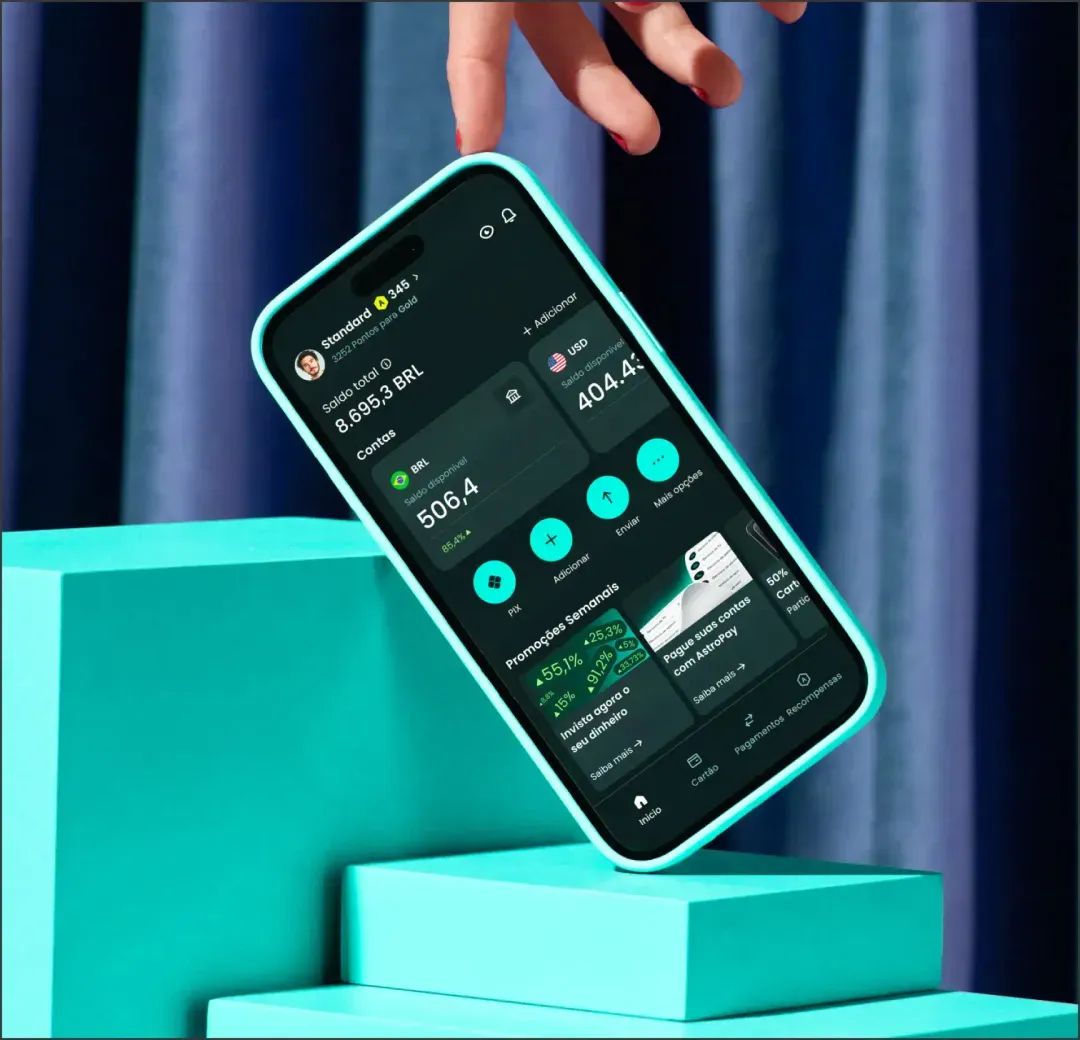 Standard A 345 >
3252 Pontos para Gold
Saldo total
8.695,3 BRL
Contas
+ Adicionar
BRL
Saldo disponível
506,4
85,4%▲
USD
Saldo disponível
404.43
PIX
Adicionar
Enviar
Mais opções
Promoções Semanais
▲55,1%
▲25,3%
▲5%
▲91,2%
▲33,73%
▲15%
Invista agora o
seu dinheiro
Saiba mais →
Pague suas contas
com AstroPay
Saiba mais →
50%
Cart
Partic
Início
Cartão
Pagamentos
Recompensas